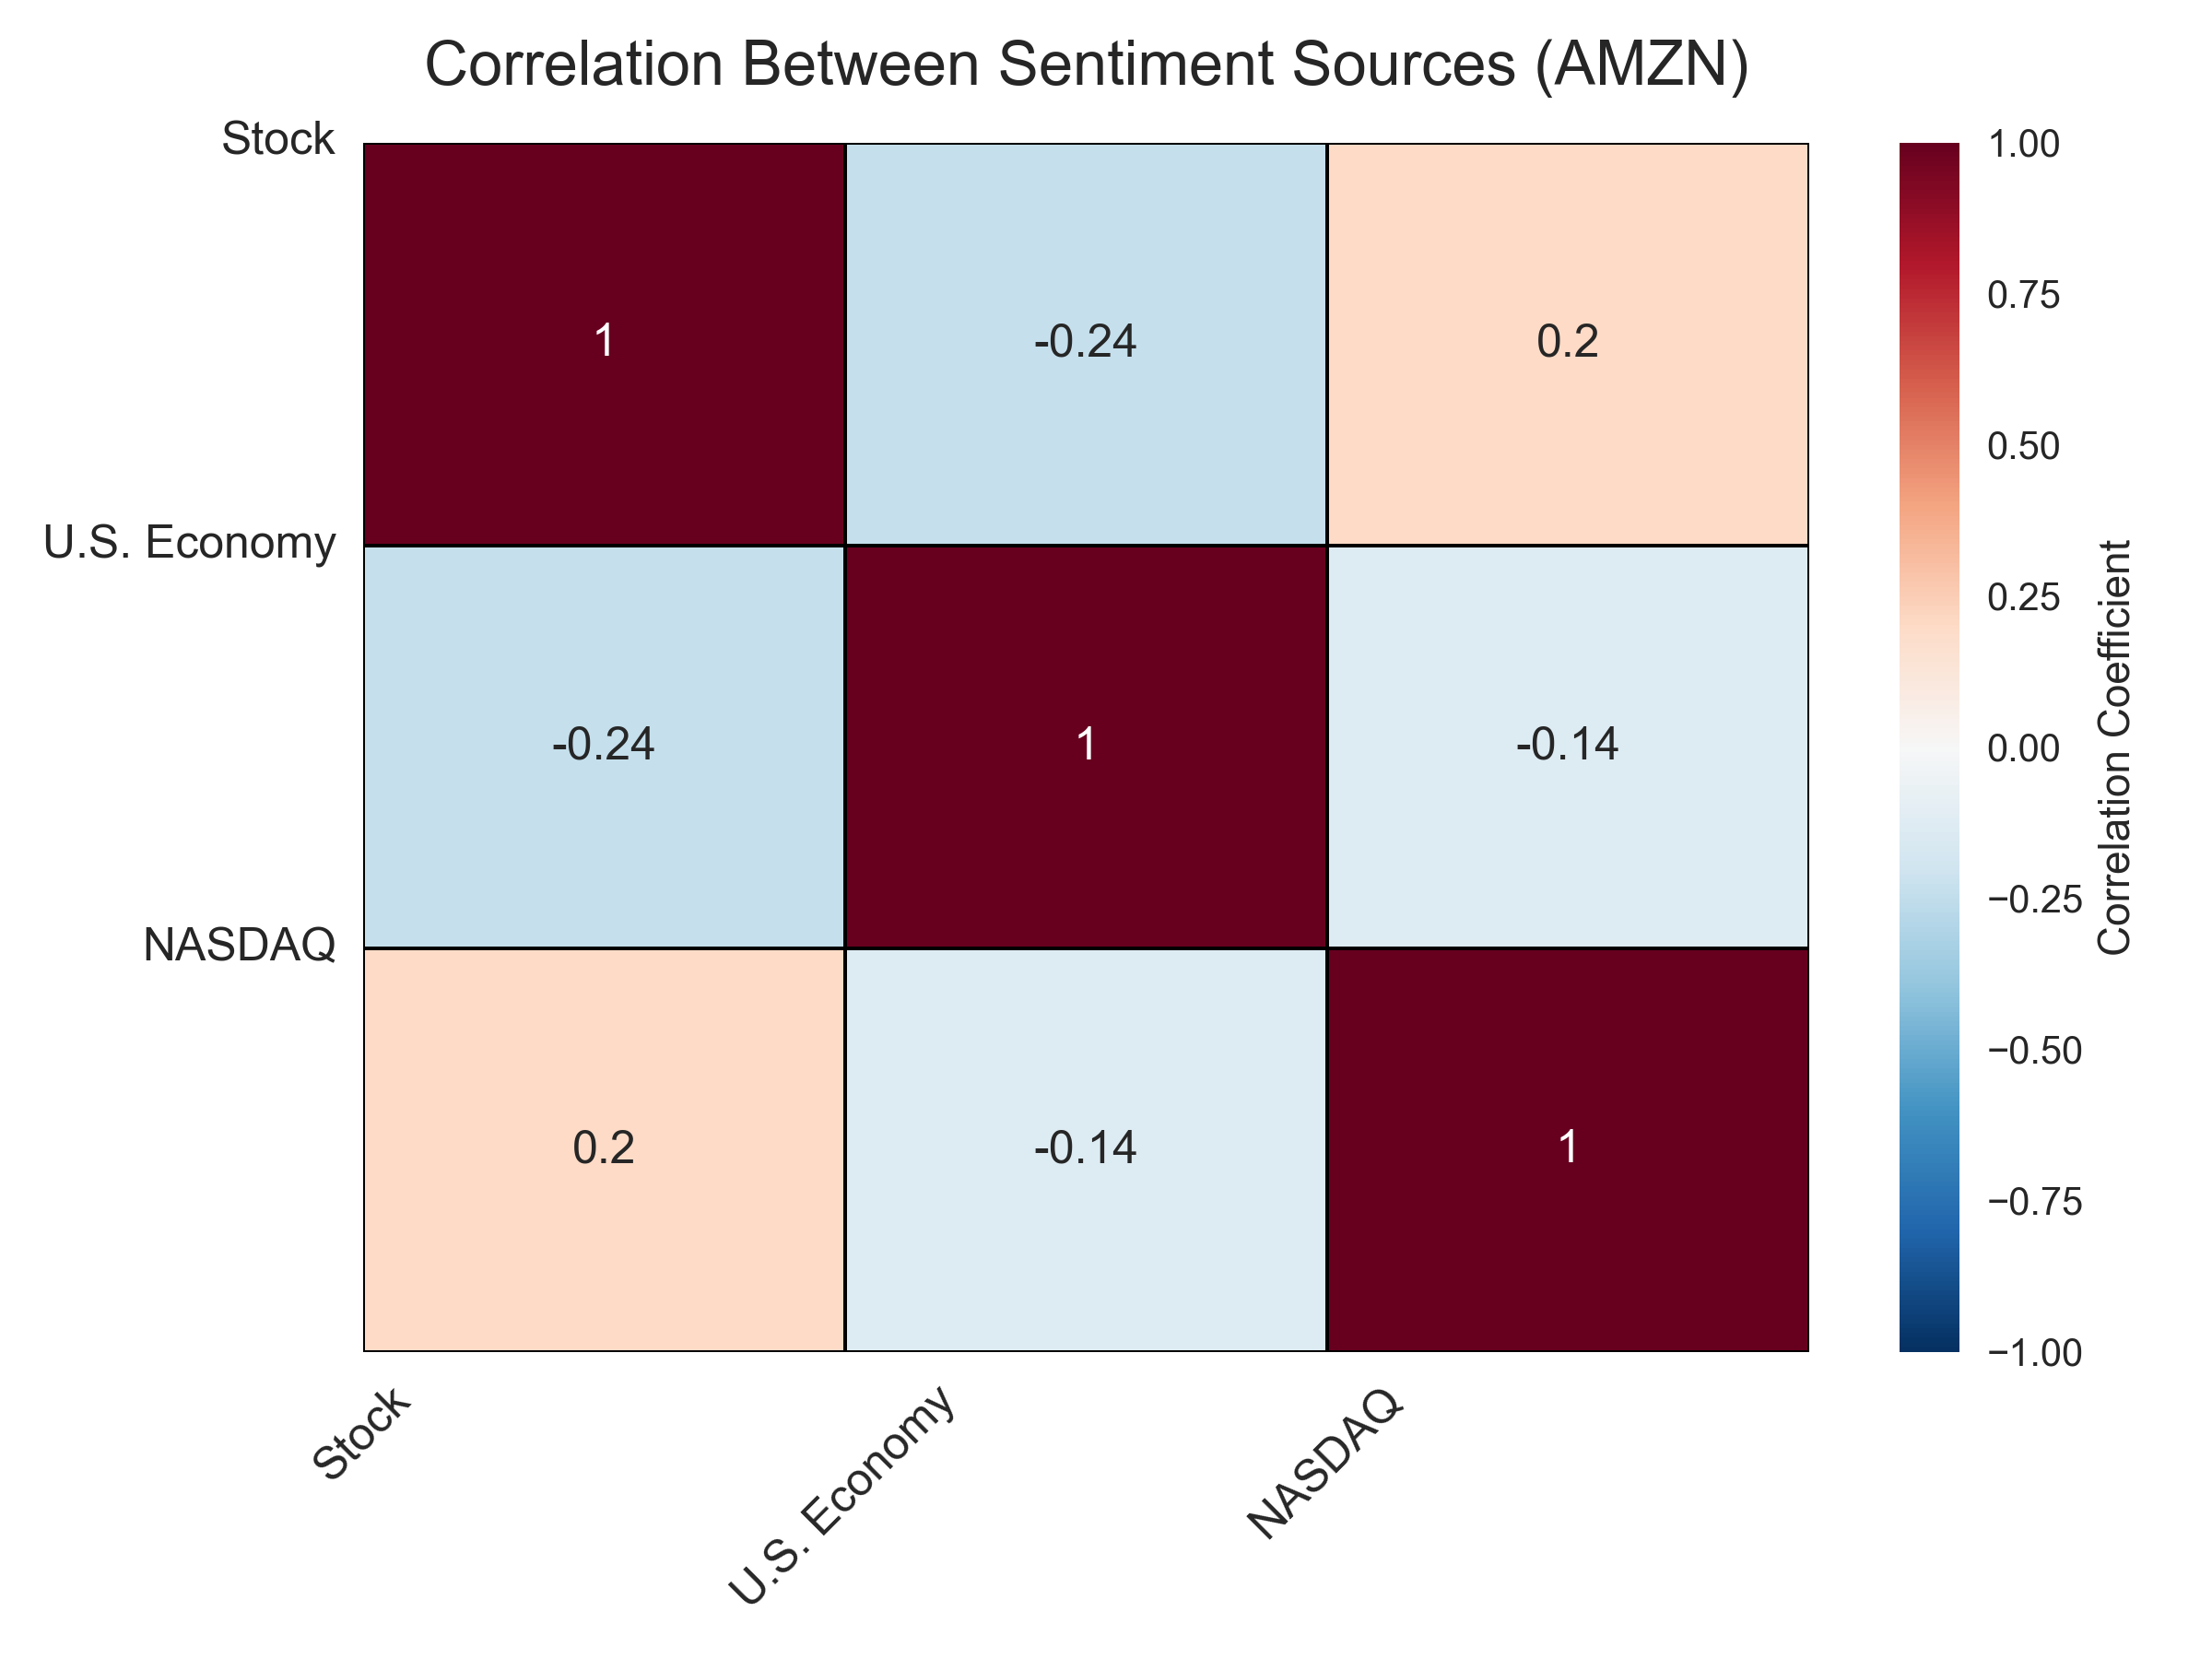 Correlation Between Sentiment Sources (AMZN)
Stock
U.S. Economy
NASDAQ
1
-0.24
0.2
-0.24
1
-0.14
0.2
-0.14
1
Stock
U.S. Economy
NASDAQ
1.00
0.75
0.50
0.25
0.00
−0.25
−0.50
−0.75
−1.00
Correlation Coefficient